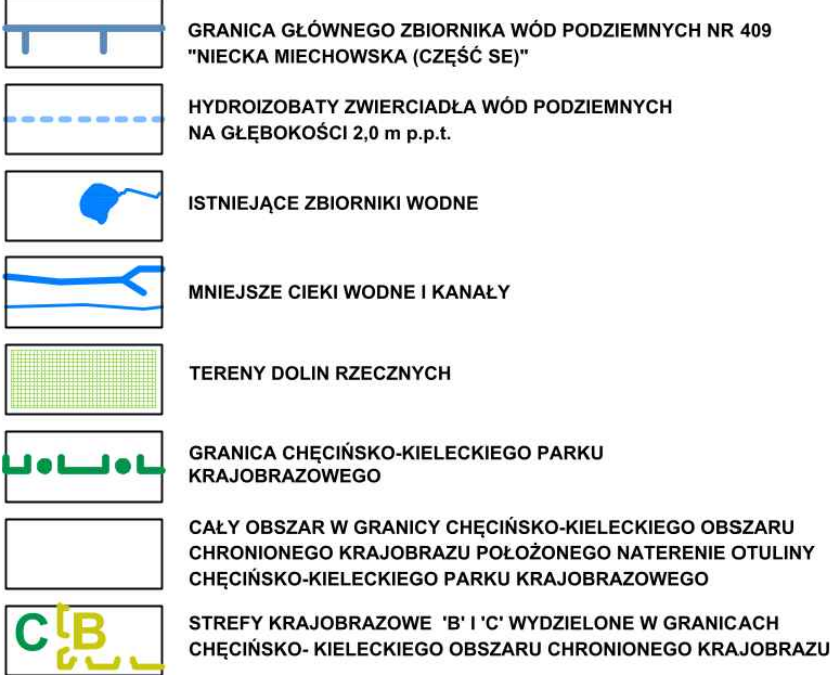 GRANICA GŁÓWNEGO ZBIORNIKA WÓD PODZIEMNYCH NR 409
"NIECKA MIECHOWSKA (CZĘŚĆ SE)"
HYDROIZOBATY ZWIERCIADŁA WÓD PODZIEMNYCH
NA GŁĘBOKOŚCI 2,0 m p.p.t.
ISTNIEJĄCE ZBIORNIKI WODNE
MNIEJSZE CIEKI WODNE I KANAŁY
TERENY DOLIN RZECZNYCH
GRANICA CHĘCIŃSKO-KIELECKIEGO PARKU
KRAJOBRAZOWEGO
CAŁY OBSZAR W GRANICY CHĘCIŃSKO-KIELECKIEGO OBSZARU
CHRONIONEGO KRAJOBRAZU POŁOŻONEGO NATERENIE OTULINY
CHĘCIŃSKO-KIELECKIEGO PARKU KRAJOBRAZOWEGO
C B
STREFY KRAJOBRAZOWE 'B' I 'C' WYDZIELONE W GRANICACH
CHĘCIŃSKO- KIELECKIEGO OBSZARU CHRONIONEGO KRAJOBRAZU